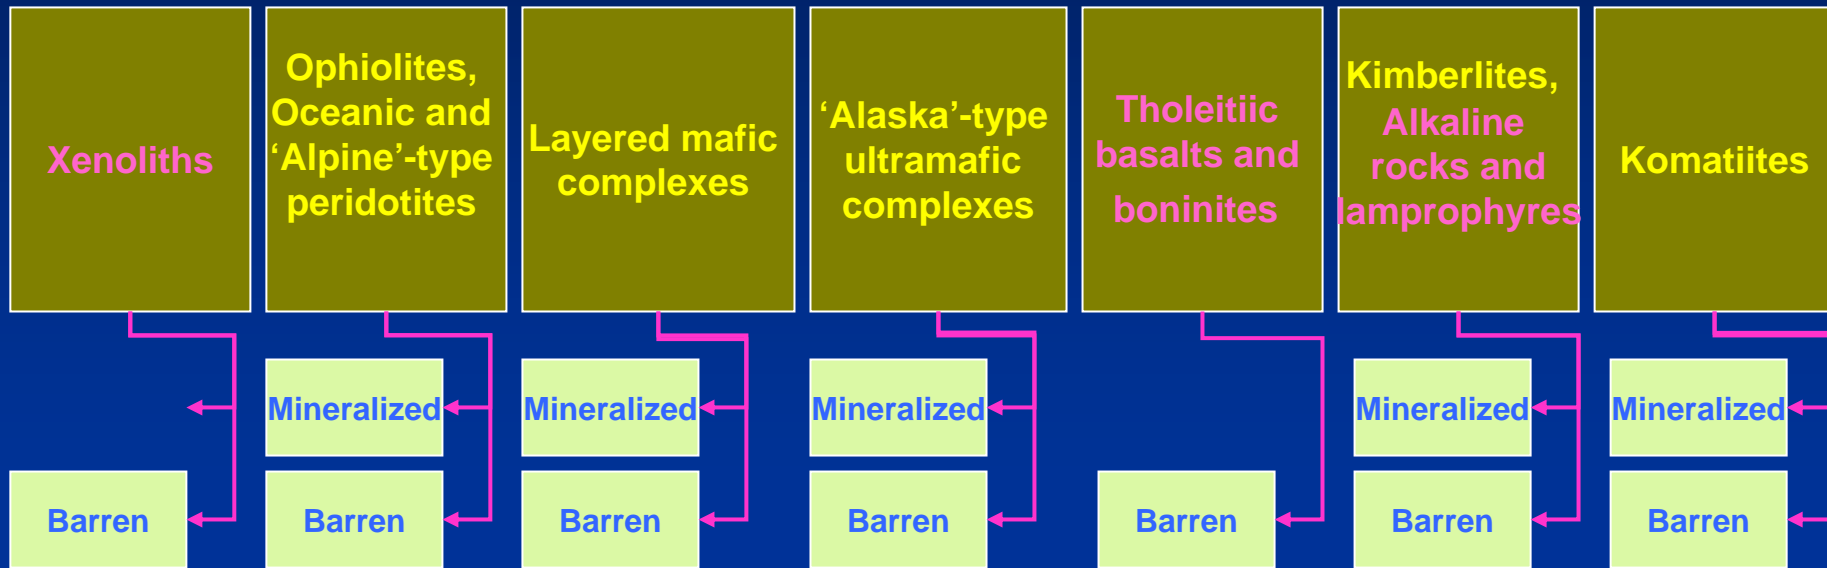 Xenoliths
Ophiolites,
Oceanic and
‘Alpine’-type
peridotites
Layered mafic
complexes
‘Alaska’-type
ultramafic
complexes
Tholeitiic
basalts and
boninites
Kimberlites,
Alkaline
rocks and
lamprophyres
Komatiites
Mineralized
Mineralized
Mineralized
Mineralized
Mineralized
Barren
Barren
Barren
Barren
Barren
Barren
Barren